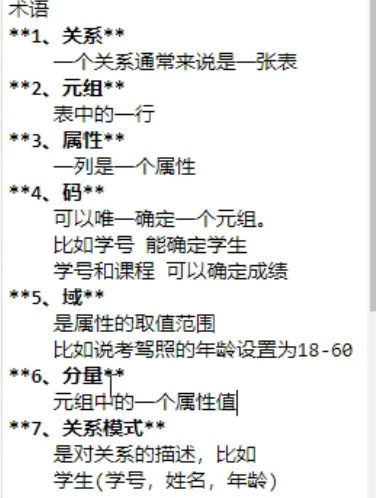 术语
**1、关系**
一个关系通常来说是一张表
**2、元组**
表中的一行
**3、属性**
一列是一个属性
**4、码**
可以唯一确定一个元组。
比如学号 能确定学生
学号和课程 可以确定成绩
**5、域**
是属性的取值范围
比如说考驾照的年龄设置为18-60
**6、分量**
元组中的一个属性值
**7、关系模式**
是对关系的描述，比如
学生(学号，姓名，年龄)